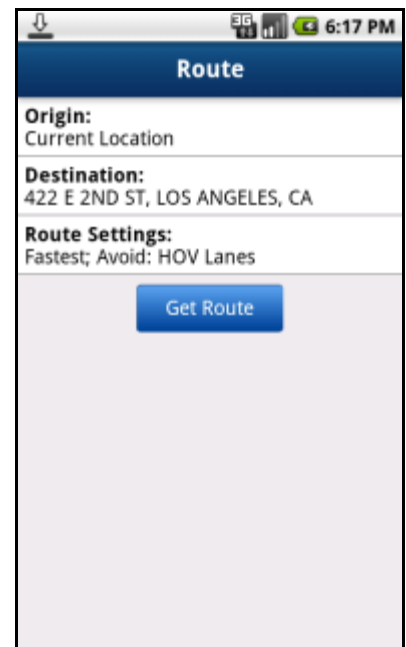 3G
6:17 PM
Route
Origin:
Current Location
Destination:
422 E 2ND ST, LOS ANGELES, CA
Route Settings:
Fastest; Avoid: HOV Lanes
Get Route